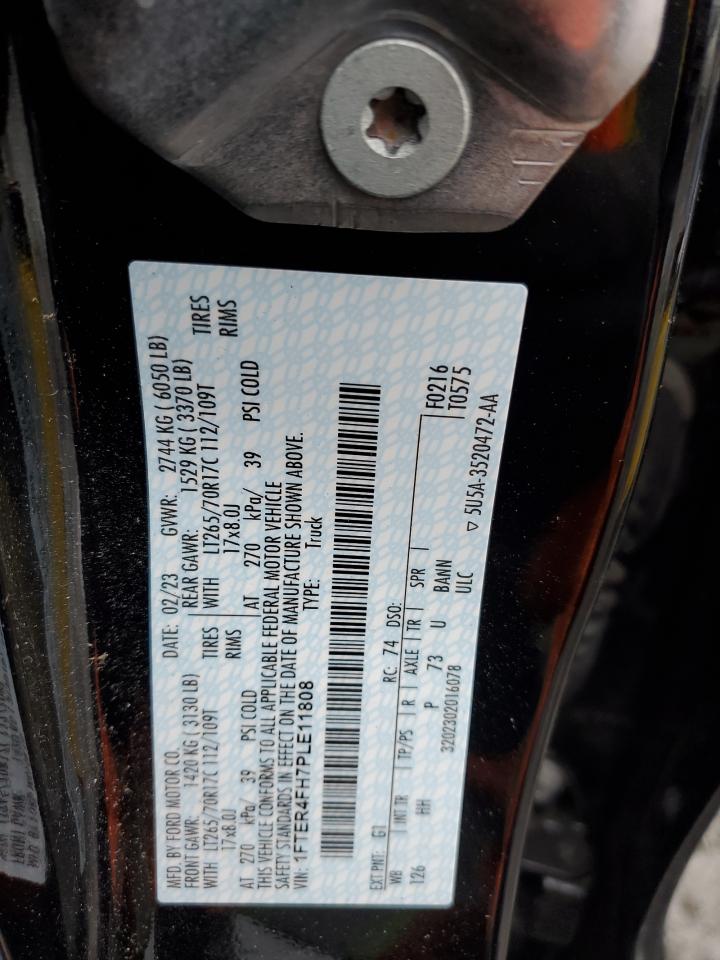 MFD. BY FORD MOTOR CO.
DATE: 02/23 GVWR: 2744 KG ( 6050 LB)
FRONT GAWR: 1420 KG ( 3130 LB) REAR GAWR: 1529 KG ( 3370 LB)
WITH LT265/70R17C 112/109T TIRES WITH LT265/70R17C 112/109T TIRES
17x8.0J RIMS 17x8.0J RIMS
AT 270 kPa/ 39 PSI COLD AT 270 kPa/ 39 PSI COLD
THIS VEHICLE CONFORMS TO ALL APPLICABLE FEDERAL MOTOR VEHICLE
SAFETY STANDARDS IN EFFECT ON THE DATE OF MANUFACTURE SHOWN ABOVE.
VIN: 1FTER4FH7PLE11808 TYPE: Truck
EXT PNT: G1 RC: 74 DSO: F0216
WB INT TR TP/PS R AXLE TR SPR T0575
126 HH P 73 U BANN
3202302016078 ULC ▽ 5U5A-3520472-AA